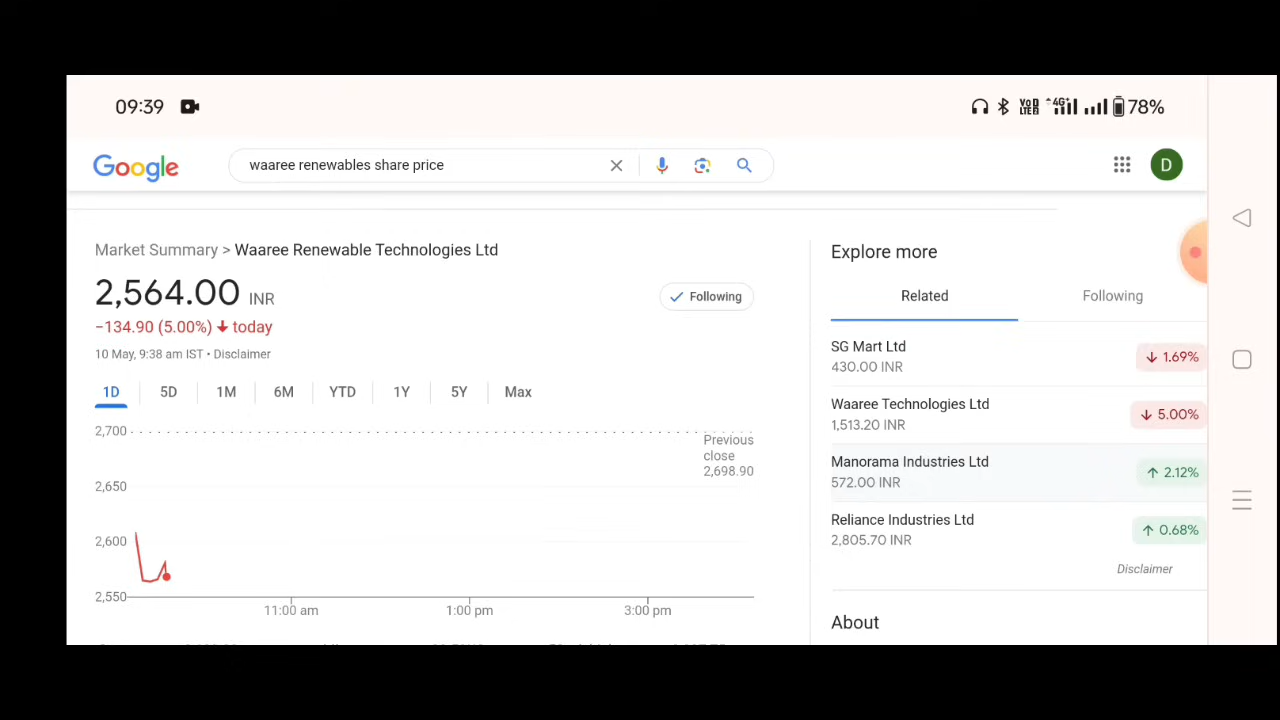 09:39 VoD LTED 4G+ 78%
Google
waaree renewables share price
D
Market Summary > Waaree Renewable Technologies Ltd
2,564.00 INR
Following
−134.90 (5.00%) ↓ today
10 May, 9:38 am IST • Disclaimer
1D 5D 1M 6M YTD 1Y 5Y Max
2,700
Previous
close
2,698.90
2,650
2,600
2,550
11:00 am 1:00 pm 3:00 pm
Explore more
Related Following
SG Mart Ltd
430.00 INR
↓ 1.69%
Waaree Technologies Ltd
1,513.20 INR
↓ 5.00%
Manorama Industries Ltd
572.00 INR
↑ 2.12%
Reliance Industries Ltd
2,805.70 INR
↑ 0.68%
Disclaimer
About